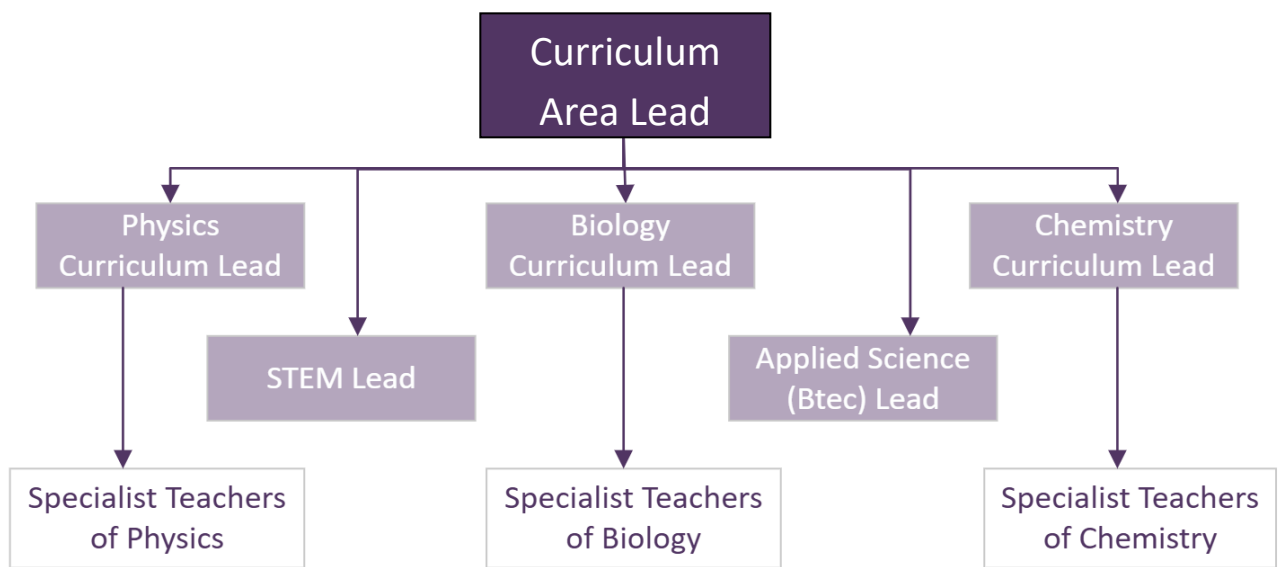 Curriculum
Area Lead
Physics
Curriculum Lead
Biology
Curriculum Lead
Chemistry
Curriculum Lead
STEM Lead
Applied Science
(Btec) Lead
Specialist Teachers
of Physics
Specialist Teachers
of Biology
Specialist Teachers
of Chemistry